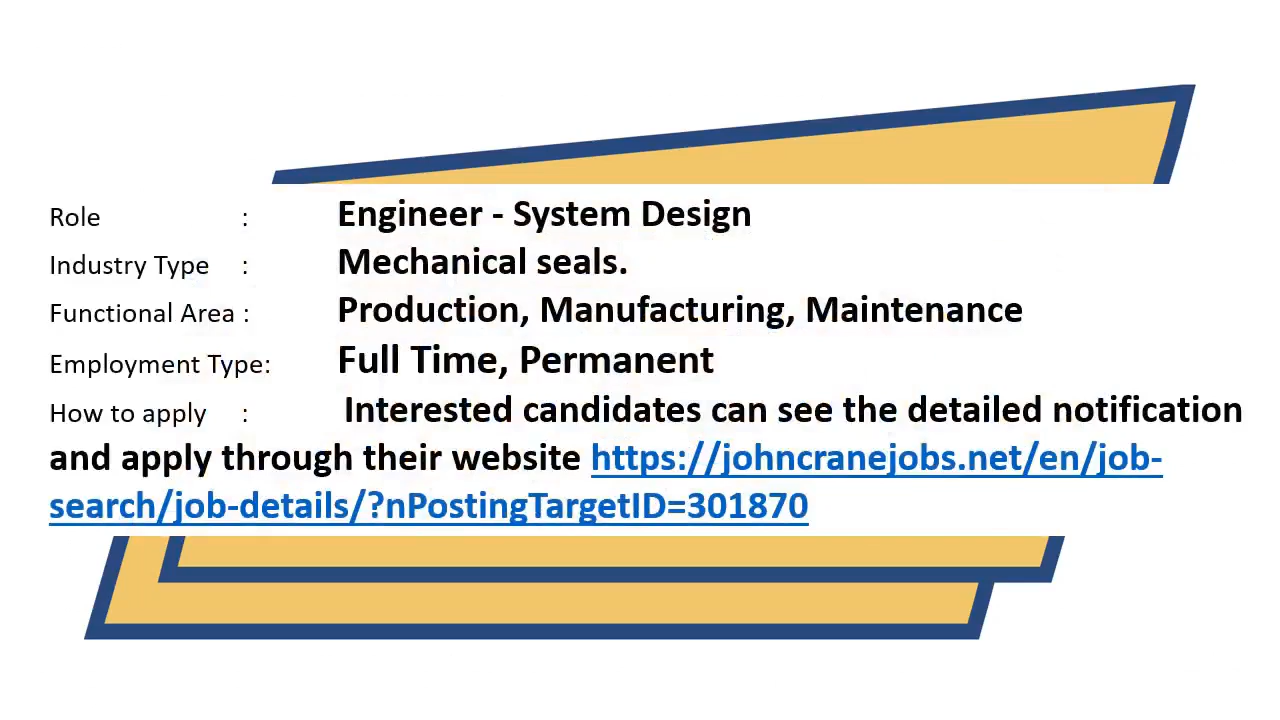 Role : Engineer - System Design
Industry Type : Mechanical seals.
Functional Area : Production, Manufacturing, Maintenance
Employment Type: Full Time, Permanent
How to apply : Interested candidates can see the detailed notification
and apply through their website https://johncranejobs.net/en/job-
search/job-details/?nPostingTargetID=301870